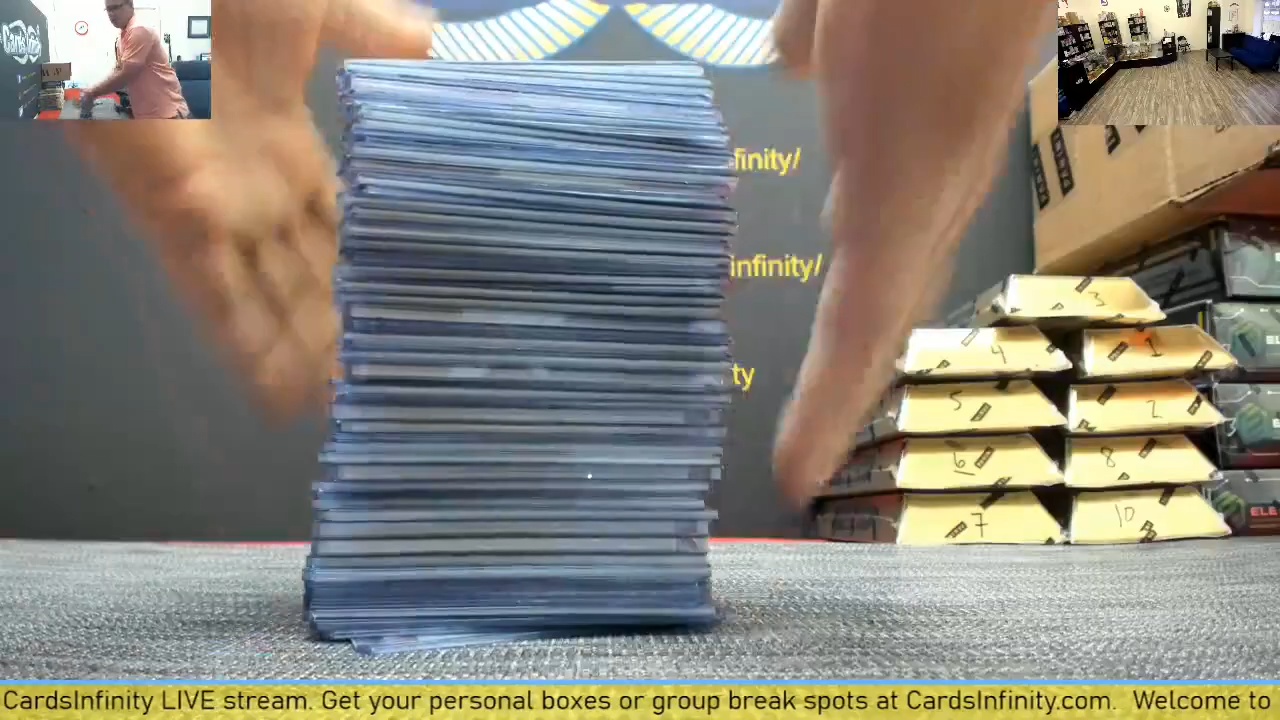 finity/
infinity/
ty
3
4
1
5
2
6
8
7
10
ELE
CardsInfinity LIVE stream. Get your personal boxes or group break spots at CardsInfinity.com. Welcome to